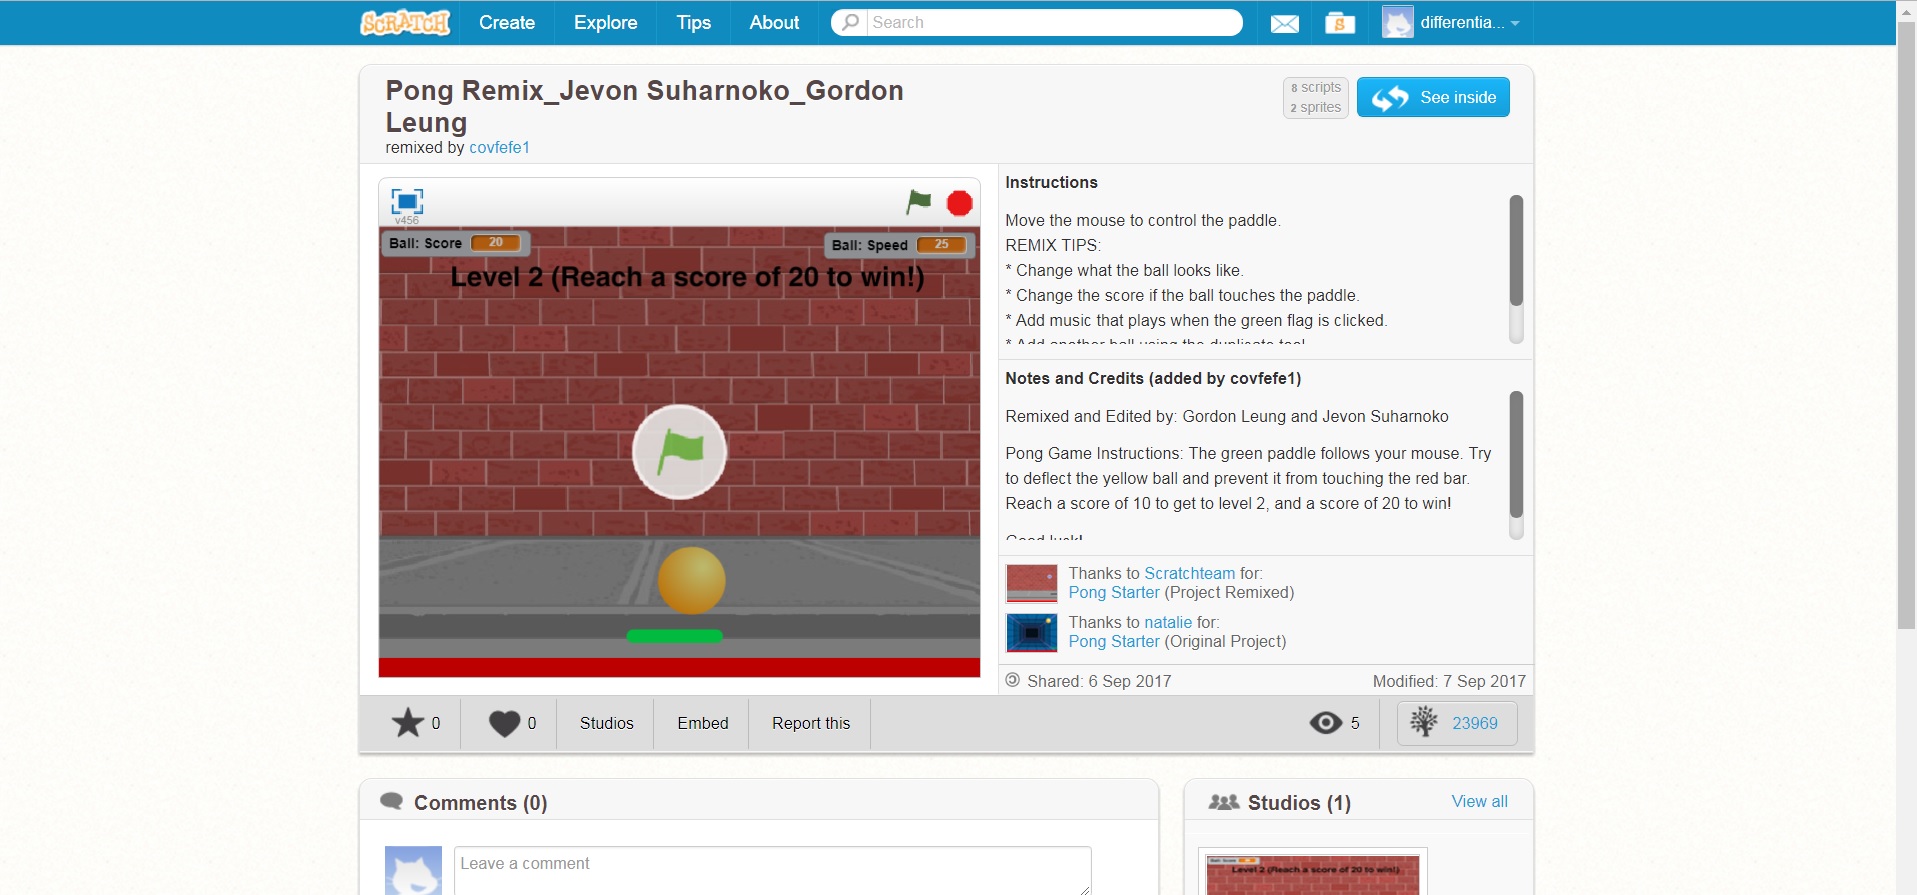 SCRATCH
Create
Explore
Tips
About
Search
S
differentia...
Pong Remix_Jevon Suharnoko_Gordon
Leung
remixed by covfefe1
8 scripts
2 sprites
See inside
v456
Ball: Score 20
Ball: Speed 25
Level 2 (Reach a score of 20 to win!)
Instructions
Move the mouse to control the paddle.
REMIX TIPS:
* Change what the ball looks like.
* Change the score if the ball touches the paddle.
* Add music that plays when the green flag is clicked.
* Add another ball using the duplicate tool
Notes and Credits (added by covfefe1)
Remixed and Edited by: Gordon Leung and Jevon Suharnoko
Pong Game Instructions: The green paddle follows your mouse. Try
to deflect the yellow ball and prevent it from touching the red bar.
Reach a score of 10 to get to level 2, and a score of 20 to win!
Good luck!
Thanks to Scratchteam for:
Pong Starter (Project Remixed)
Thanks to natalie for:
Pong Starter (Original Project)
Shared: 6 Sep 2017
Modified: 7 Sep 2017
0
0
Studios
Embed
Report this
5
23969
Comments (0)
Leave a comment
Studios (1)
View all
Level 2 (Reach a score of 20 to win!)